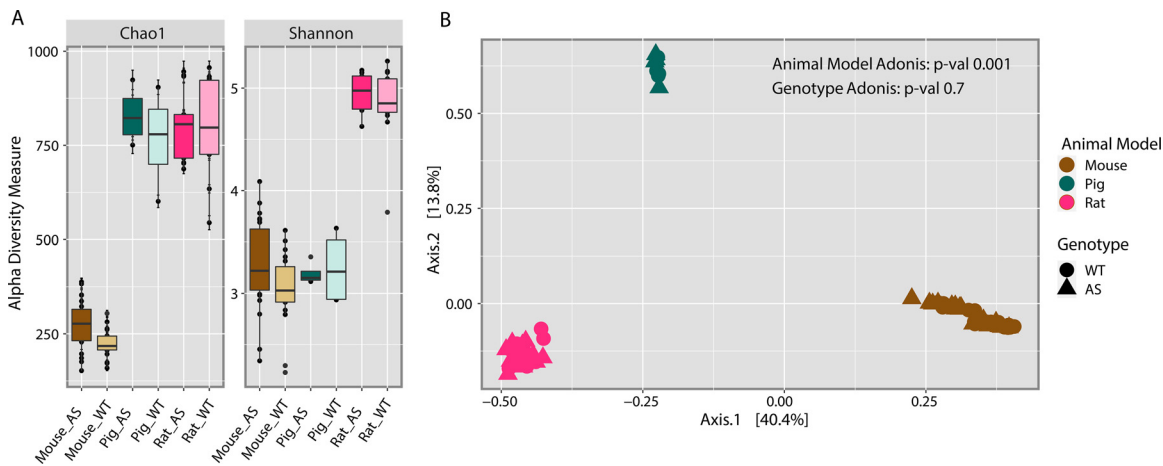 A
Chao1
Shannon
Alpha Diversity Measure
1000
750
500
250
5
4
3
Mouse_AS
Mouse_WT
Pig_AS
Pig_WT
Rat_AS
Rat_WT
Mouse_AS
Mouse_WT
Pig_AS
Pig_WT
Rat_AS
Rat_WT
B
Animal Model Adonis: p-val 0.001
Genotype Adonis: p-val 0.7
Axis.2 [13.8%]
0.50
0.25
0.00
−0.50
−0.25
0.00
0.25
Axis.1 [40.4%]
Animal Model
Mouse
Pig
Rat
Genotype
WT
AS